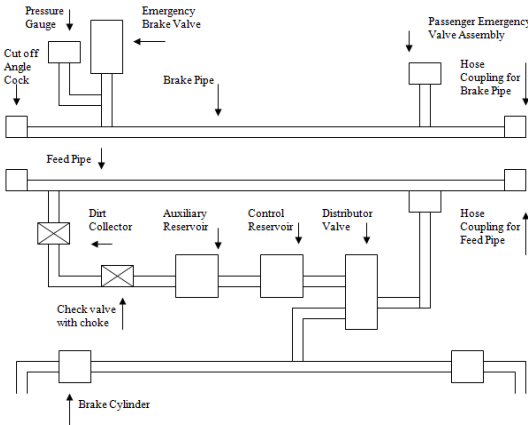 Pressure
Gauge
Emergency
Brake Valve
Passenger Emergency
Valve Assembly
Cut off
Angle
Cock
Hose
Coupling for
Brake Pipe
Brake Pipe
Feed Pipe
Dirt
Collector
Auxiliary
Reservoir
Control
Reservoir
Distributor
Valve
Hose
Coupling for
Feed Pipe
Check valve
with choke
Brake Cylinder